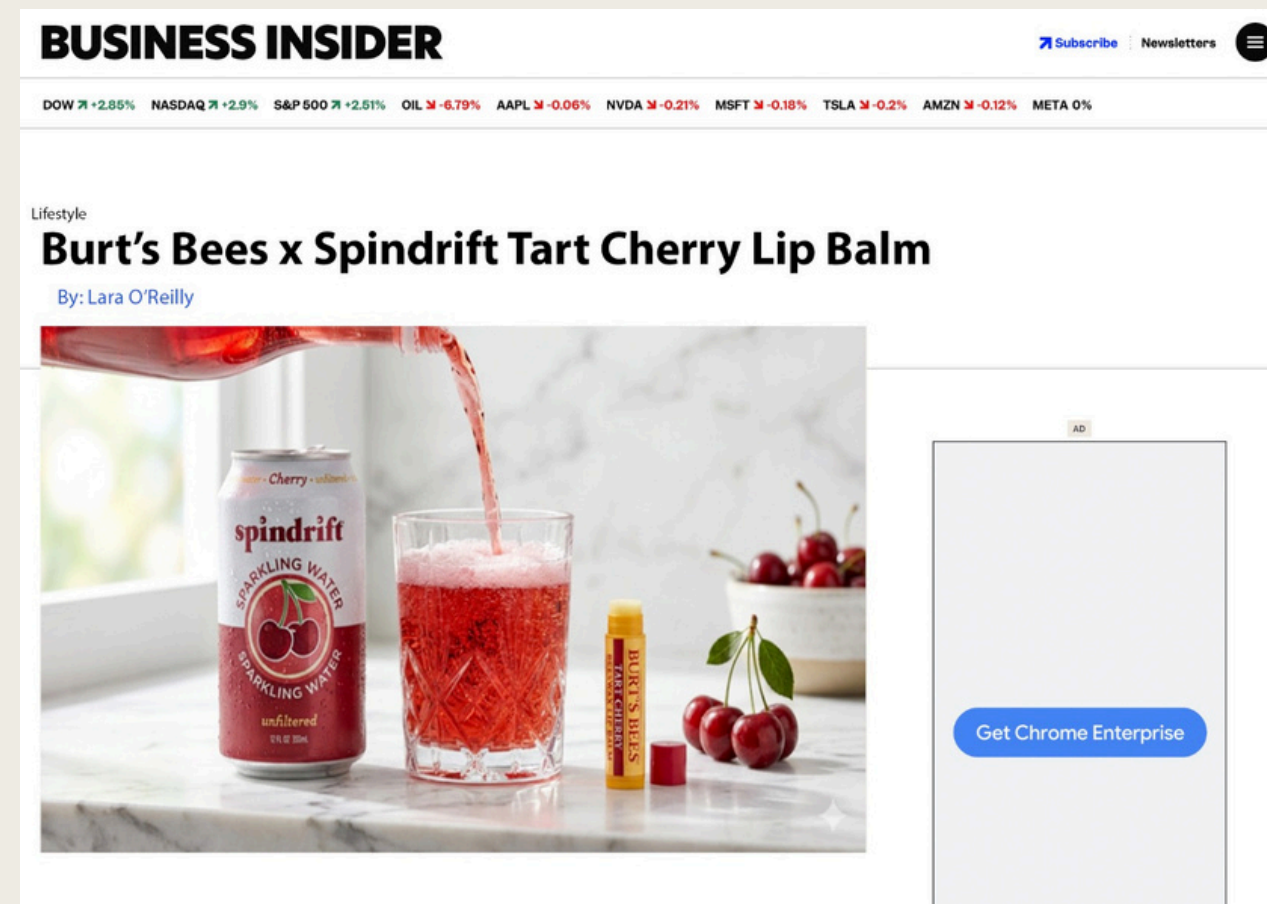 BUSINESS INSIDER
Subscribe
Newsletters
DOW +2.85% NASDAQ +2.9% S&P 500 +2.51% OIL -6.79% AAPL -0.06% NVDA -0.21% MSFT -0.18% TSLA -0.2% AMZN -0.12% META 0%
Lifestyle
Burt's Bees x Spindrift Tart Cherry Lip Balm
By: Lara O'Reilly
Cherry
spindrift
SPARKLING WATER
SPARKLING WATER
unfiltered
BURT'S BEES
TART CHERRY
AD
Get Chrome Enterprise